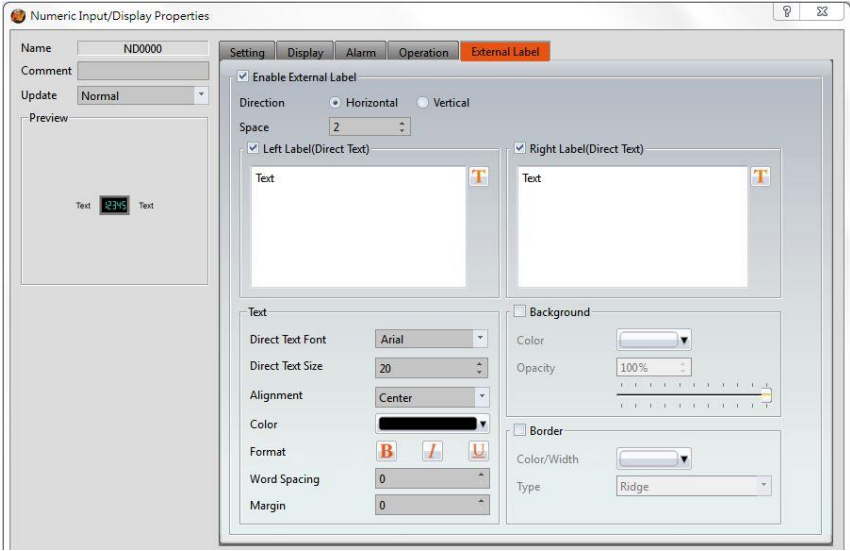 Numeric Input/Display Properties
Name ND0000
Comment
Update Normal
Preview
Text 12345 Text
Setting Display Alarm Operation External Label
Enable External Label
Direction Horizontal Vertical
Space 2
Left Label(Direct Text)
Text
T
Right Label(Direct Text)
Text
T
Text
Direct Text Font Arial
Direct Text Size 20
Alignment Center
Color
Format B I U
Word Spacing 0
Margin 0
Background
Color
Opacity 100%
Border
Color/Width
Type Ridge